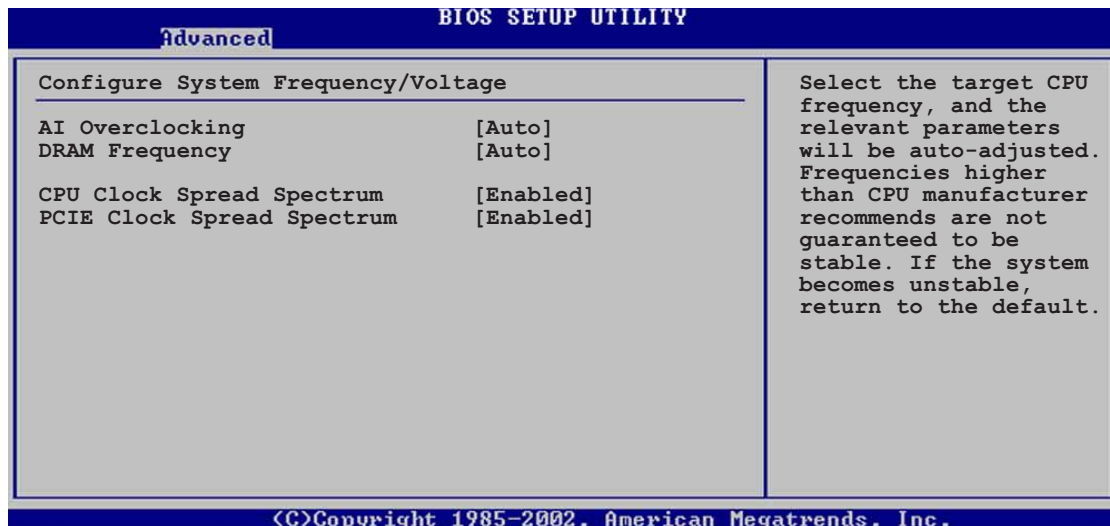 BIOS SETUP UTILITY
Advanced
Configure System Frequency/Voltage
AI Overclocking [Auto]
DRAM Frequency [Auto]
CPU Clock Spread Spectrum [Enabled]
PCIE Clock Spread Spectrum [Enabled]
Select the target CPU
frequency, and the
relevant parameters
will be auto-adjusted.
Frequencies higher
than CPU manufacturer
recommends are not
guaranteed to be
stable. If the system
becomes unstable,
return to the default.
(C)Copyright 1985-2002, American Megatrends, Inc.